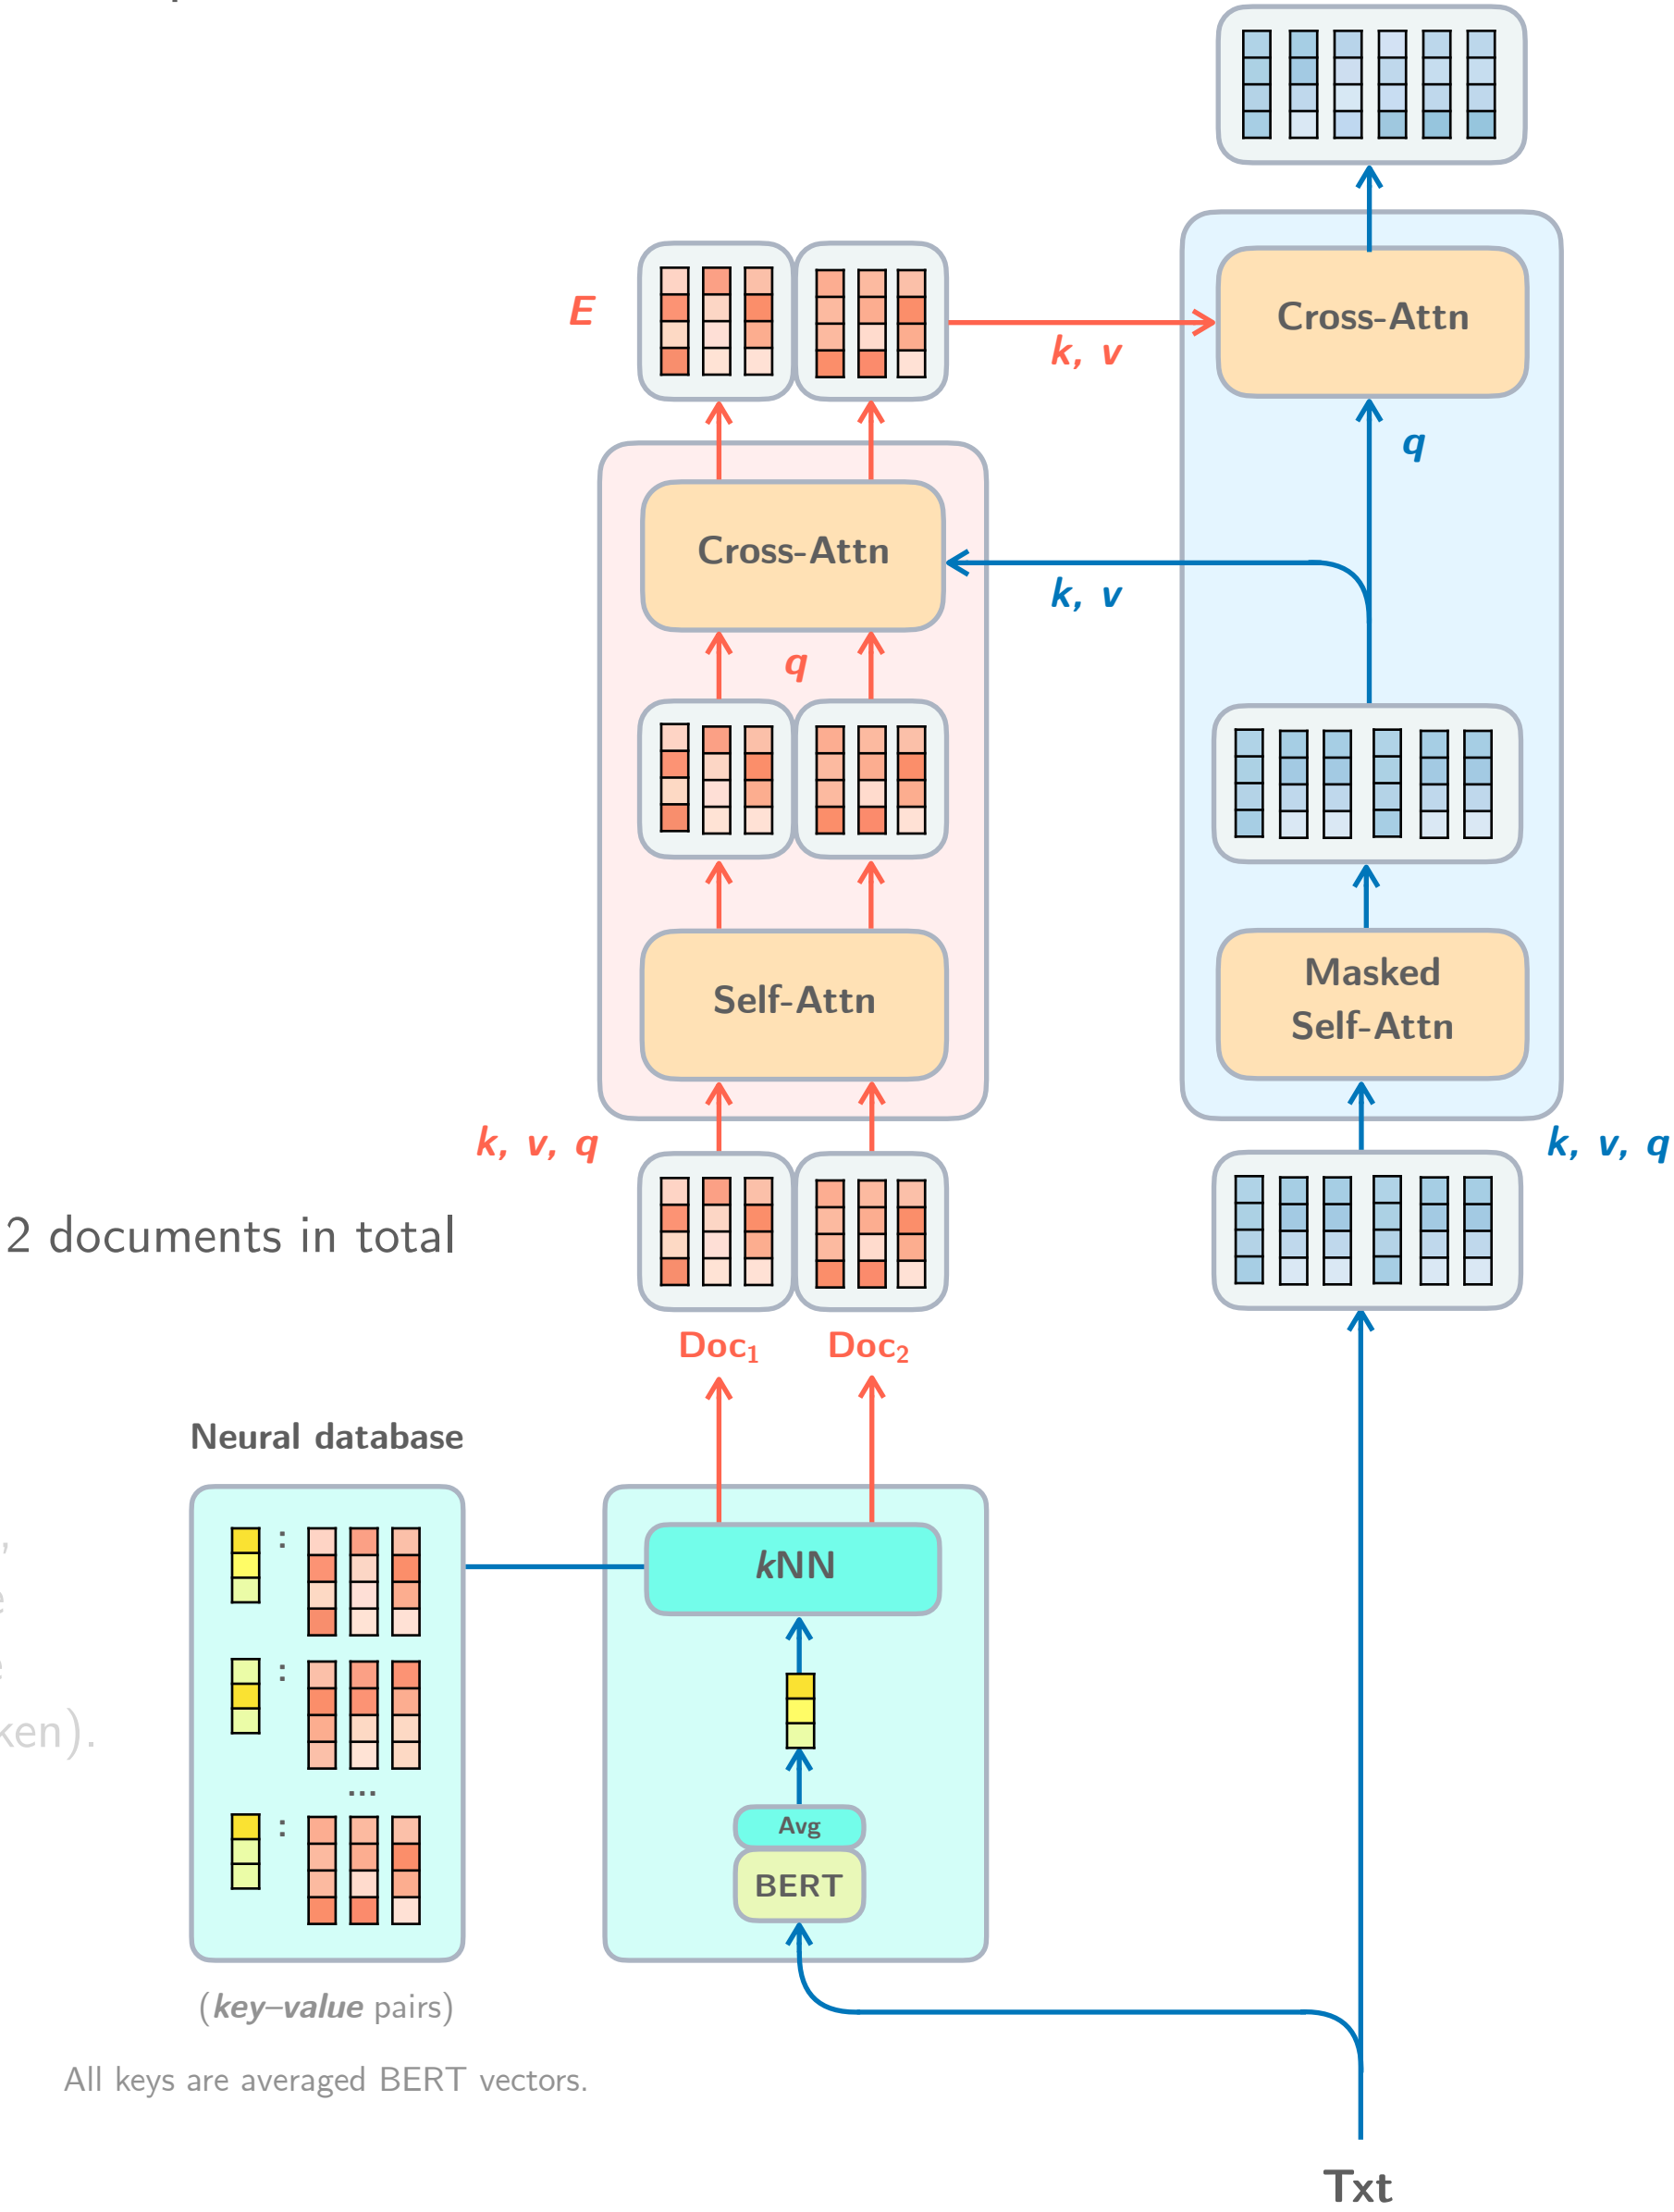 E
Cross-Attn
k, v
q
Cross-Attn
k, v
q
Masked
Self-Attn
Self-Attn
k, v, q
k, v, q
2 documents in total
Doc1
Doc2
Neural database
:
kNN
:
ken).
...
:
Avg
BERT
(key–value pairs)
All keys are averaged BERT vectors.
Txt